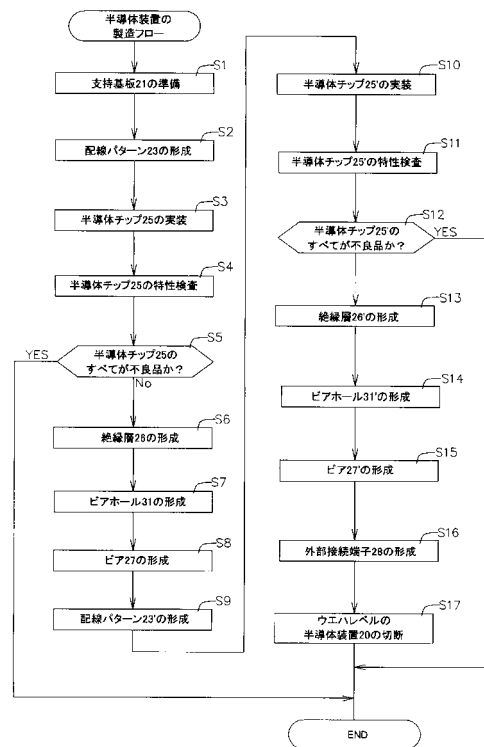 半導体装置の
製造フロー
S1
支持基板21の準備
S2
配線パターン23の形成
S3
半導体チップ25の実装
S4
半導体チップ25の特性検査
S5
半導体チップ25の
すべてが不良品か?
YES
No
S6
絶縁層26の形成
S7
ビアホール31の形成
S8
ビア27の形成
S9
配線パターン23'の形成
S10
半導体チップ25'の実装
S11
半導体チップ25'の特性検査
S12
半導体チップ25'の
すべてが不良品か?
YES
S13
絶縁層26'の形成
S14
ビアホール31'の形成
S15
ビア27'の形成
S16
外部接続端子28の形成
S17
ウエハレベルの
半導体装置20の切断
END